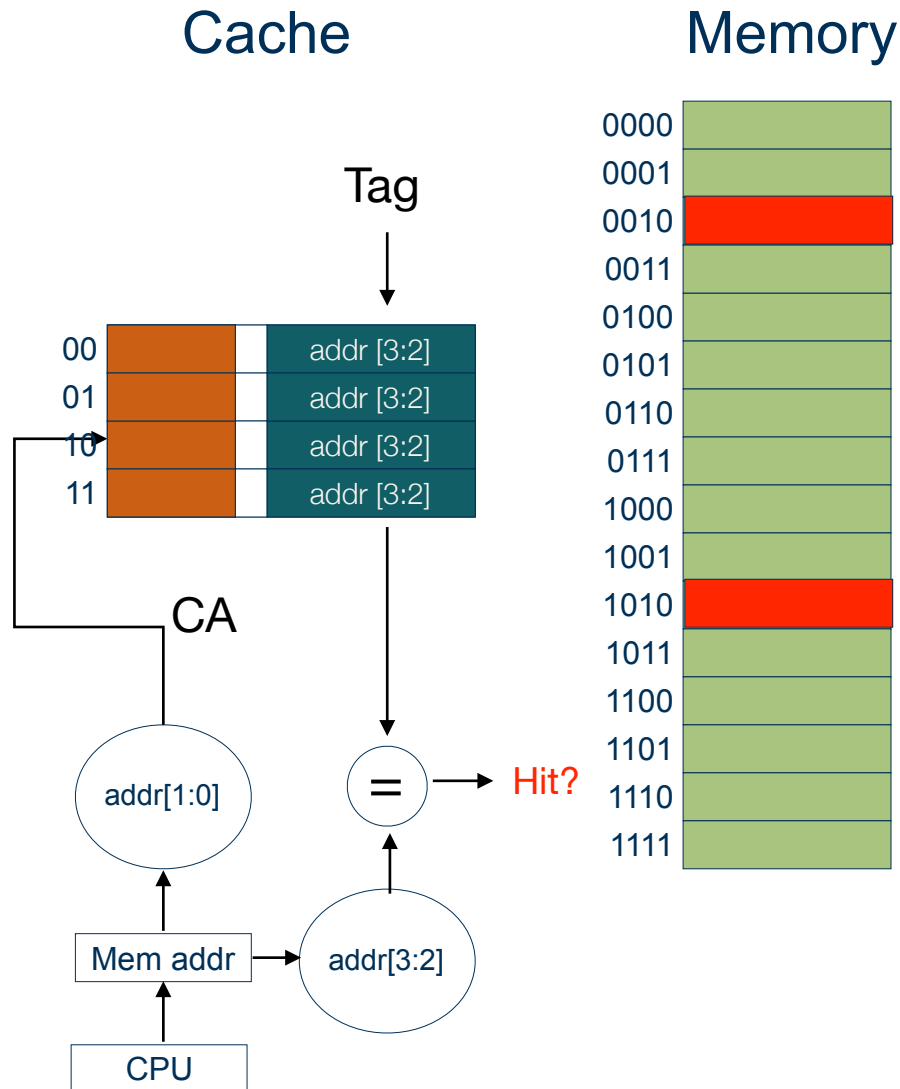 Cache
Memory
Tag
00
01
10
11
addr [3:2]
addr [3:2]
addr [3:2]
addr [3:2]
CA
addr[1:0]
=
Hit?
Mem addr
addr[3:2]
CPU
0000
0001
0010
0011
0100
0101
0110
0111
1000
1001
1010
1011
1100
1101
1110
1111